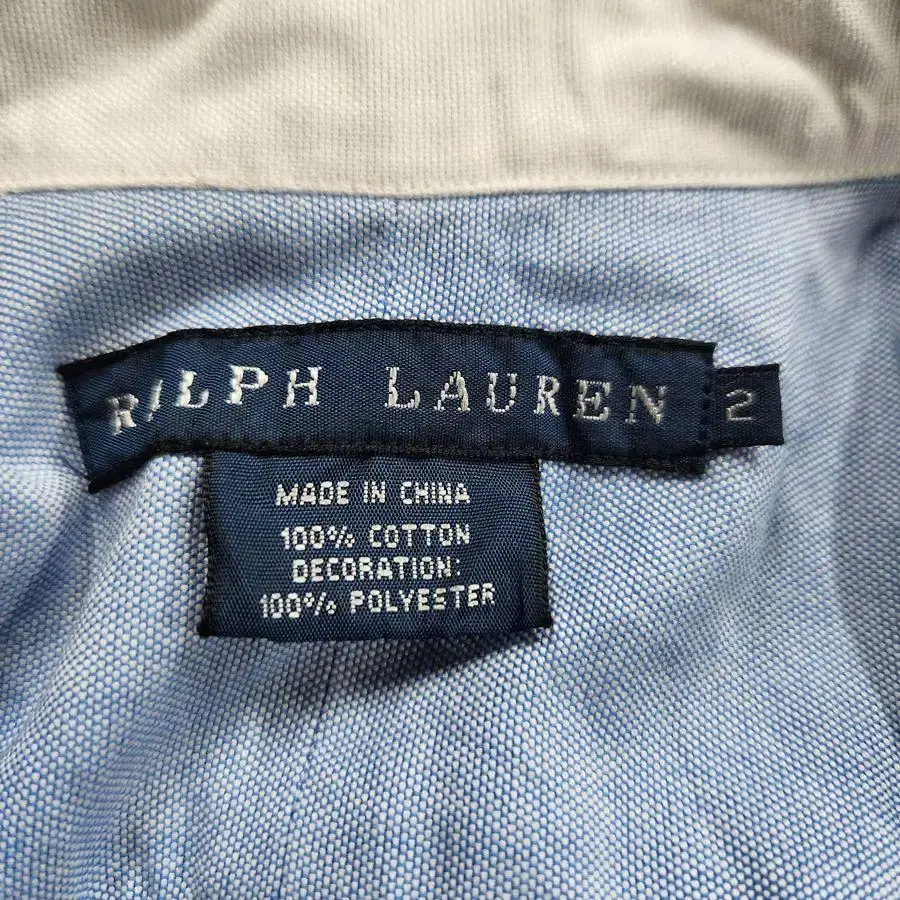 RALPH LAUREN 2
MADE IN CHINA
100% COTTON
DECORATION:
100% POLYESTER